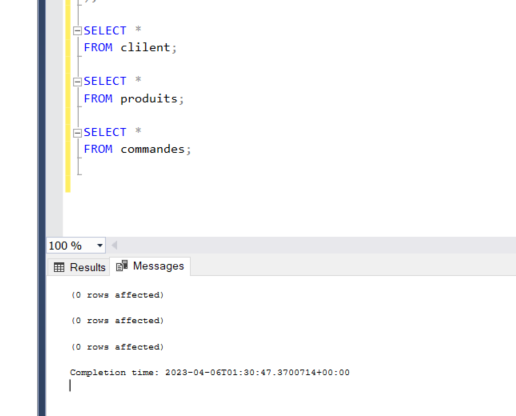 );
SELECT *
FROM clilent;
SELECT *
FROM produits;
SELECT *
FROM commandes;
100 %
Results Messages
(0 rows affected)
(0 rows affected)
(0 rows affected)
Completion time: 2023-04-06T01:30:47.3700714+00:00